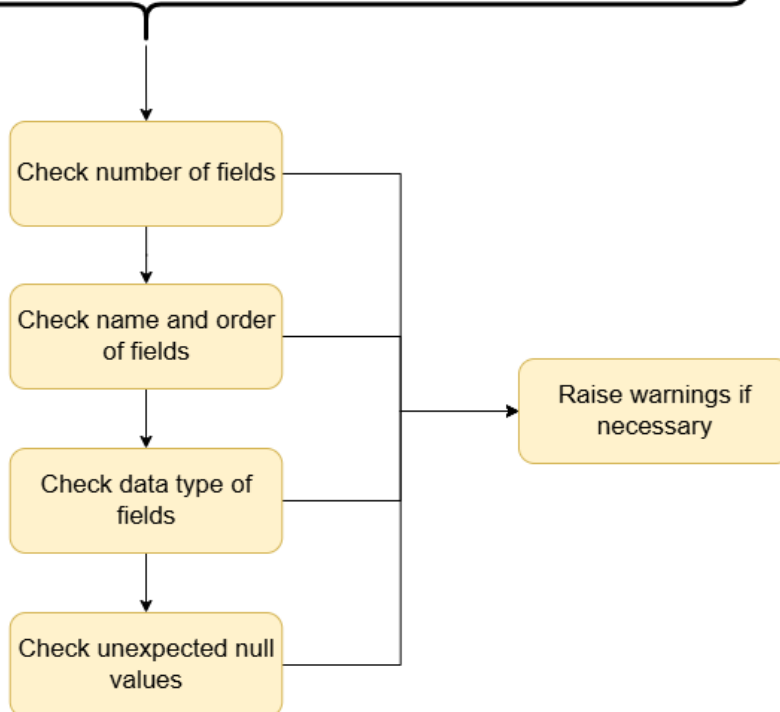 Check number of fields
Check name and order
of fields
Check data type of
fields
Raise warnings if
necessary
Check unexpected null
values